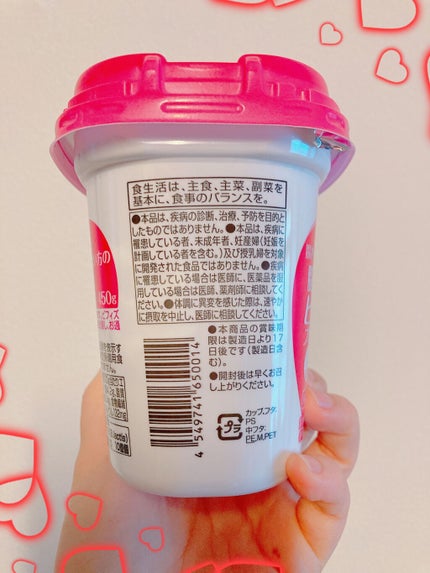 食生活は、主食、主菜、副菜を
基本に、食事のバランスを。
●本品は、疾病の診断、治療、予防を目的と
したものではありません。●本品は、疾病に
罹患している者、未成年者、妊産婦(妊娠を
計画している者を含む。)及び授乳婦を対象
に開発された食品ではありません。●疾病
に罹患している場合は医師に、医薬品を服
用している場合は医師、薬剤師に相談してく
ださい。●体調に異変を感じた際は、速やか
に摂取を中止し、医師に相談してください。
●本商品の賞味期
限は製造日より17
日後です(製造日含
む)。
●開封後は早くお召
し上がりください。
4 549741 650014
プラ
カップ、フタ:
PS
中フタ:
PE,M,PET
方の
450g